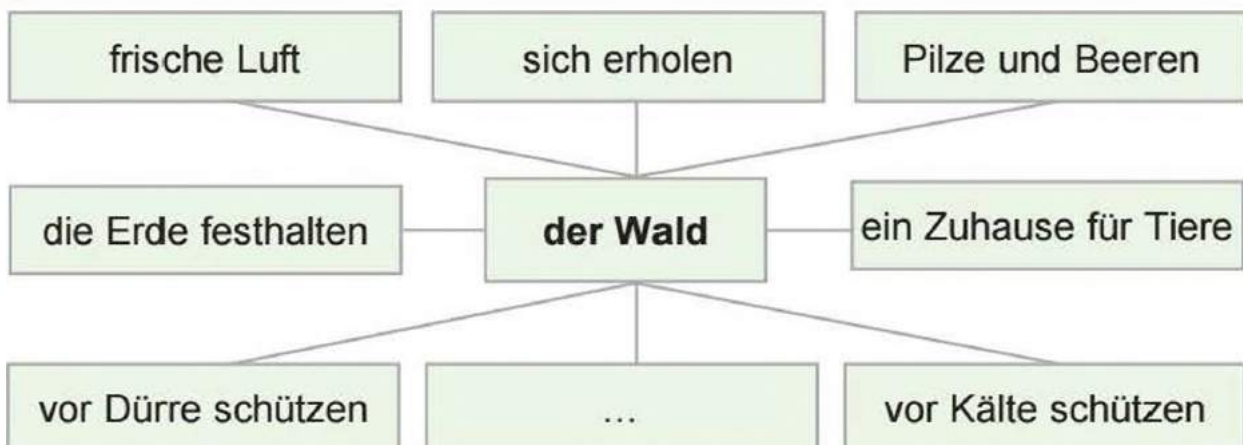 frische Luft
sich erholen
Pilze und Beeren
die Erde festhalten
der Wald
ein Zuhause für Tiere
vor Dürre schützen
...
vor Kälte schützen